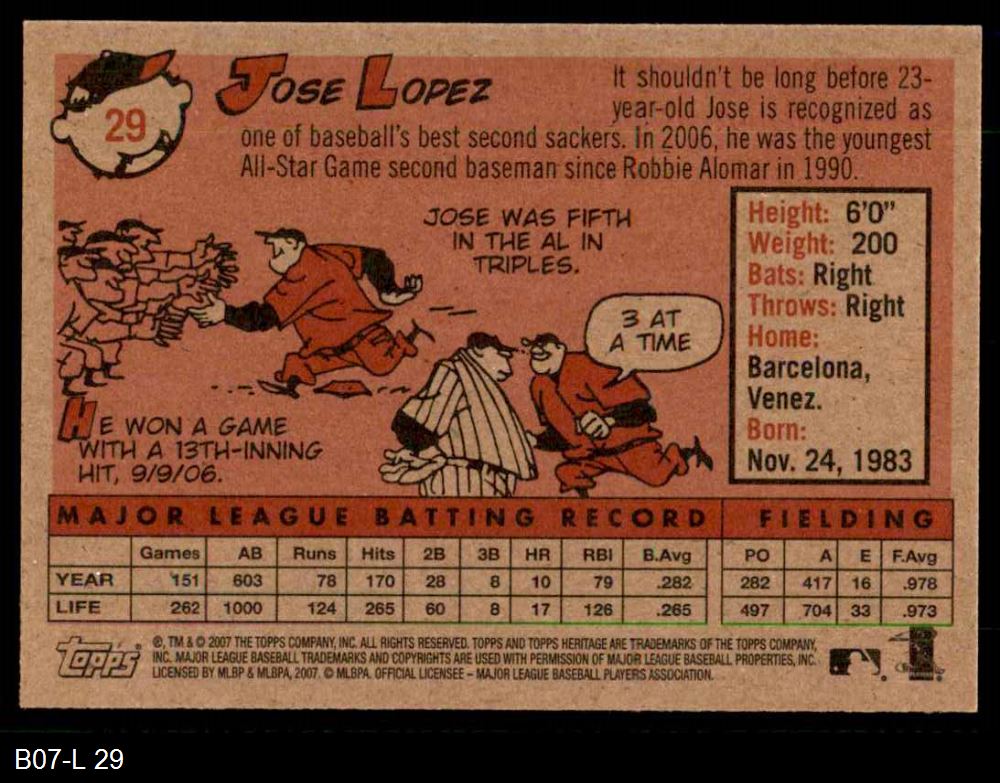 29
JOSE LOPEZ
It shouldn't be long before 23-
year-old Jose is recognized as
one of baseball's best second sackers. In 2006, he was the youngest
All-Star Game second baseman since Robbie Alomar in 1990.
JOSE WAS FIFTH
IN THE AL IN
TRIPLES.
3 AT
A TIME
HE WON A GAME
WITH A 13TH-INNING
HIT, 9/9/06.
Height: 6'0"
Weight: 200
Bats: Right
Throws: Right
Home:
Barcelona,
Venez.
Born:
Nov. 24, 1983
MAJOR LEAGUE BATTING RECORD FIELDING
Games AB Runs Hits 2B 3B HR RBI B.Avg PO A E F.Avg
YEAR 151 603 78 170 28 8 10 79 .282 282 417 16 .978
LIFE 262 1000 124 265 60 8 17 126 .265 497 704 33 .973
Topps
®, TM & © 2007 THE TOPPS COMPANY, INC. ALL RIGHTS RESERVED. TOPPS AND TOPPS HERITAGE ARE TRADEMARKS OF THE TOPPS COMPANY,
INC. MAJOR LEAGUE BASEBALL TRADEMARKS AND COPYRIGHTS ARE USED WITH PERMISSION OF MAJOR LEAGUE BASEBALL PROPERTIES, INC.
LICENSED BY MLBP & MLBPA, 2007. © MLBPA. OFFICIAL LICENSEE – MAJOR LEAGUE BASEBALL PLAYERS ASSOCIATION.
B07-L 29